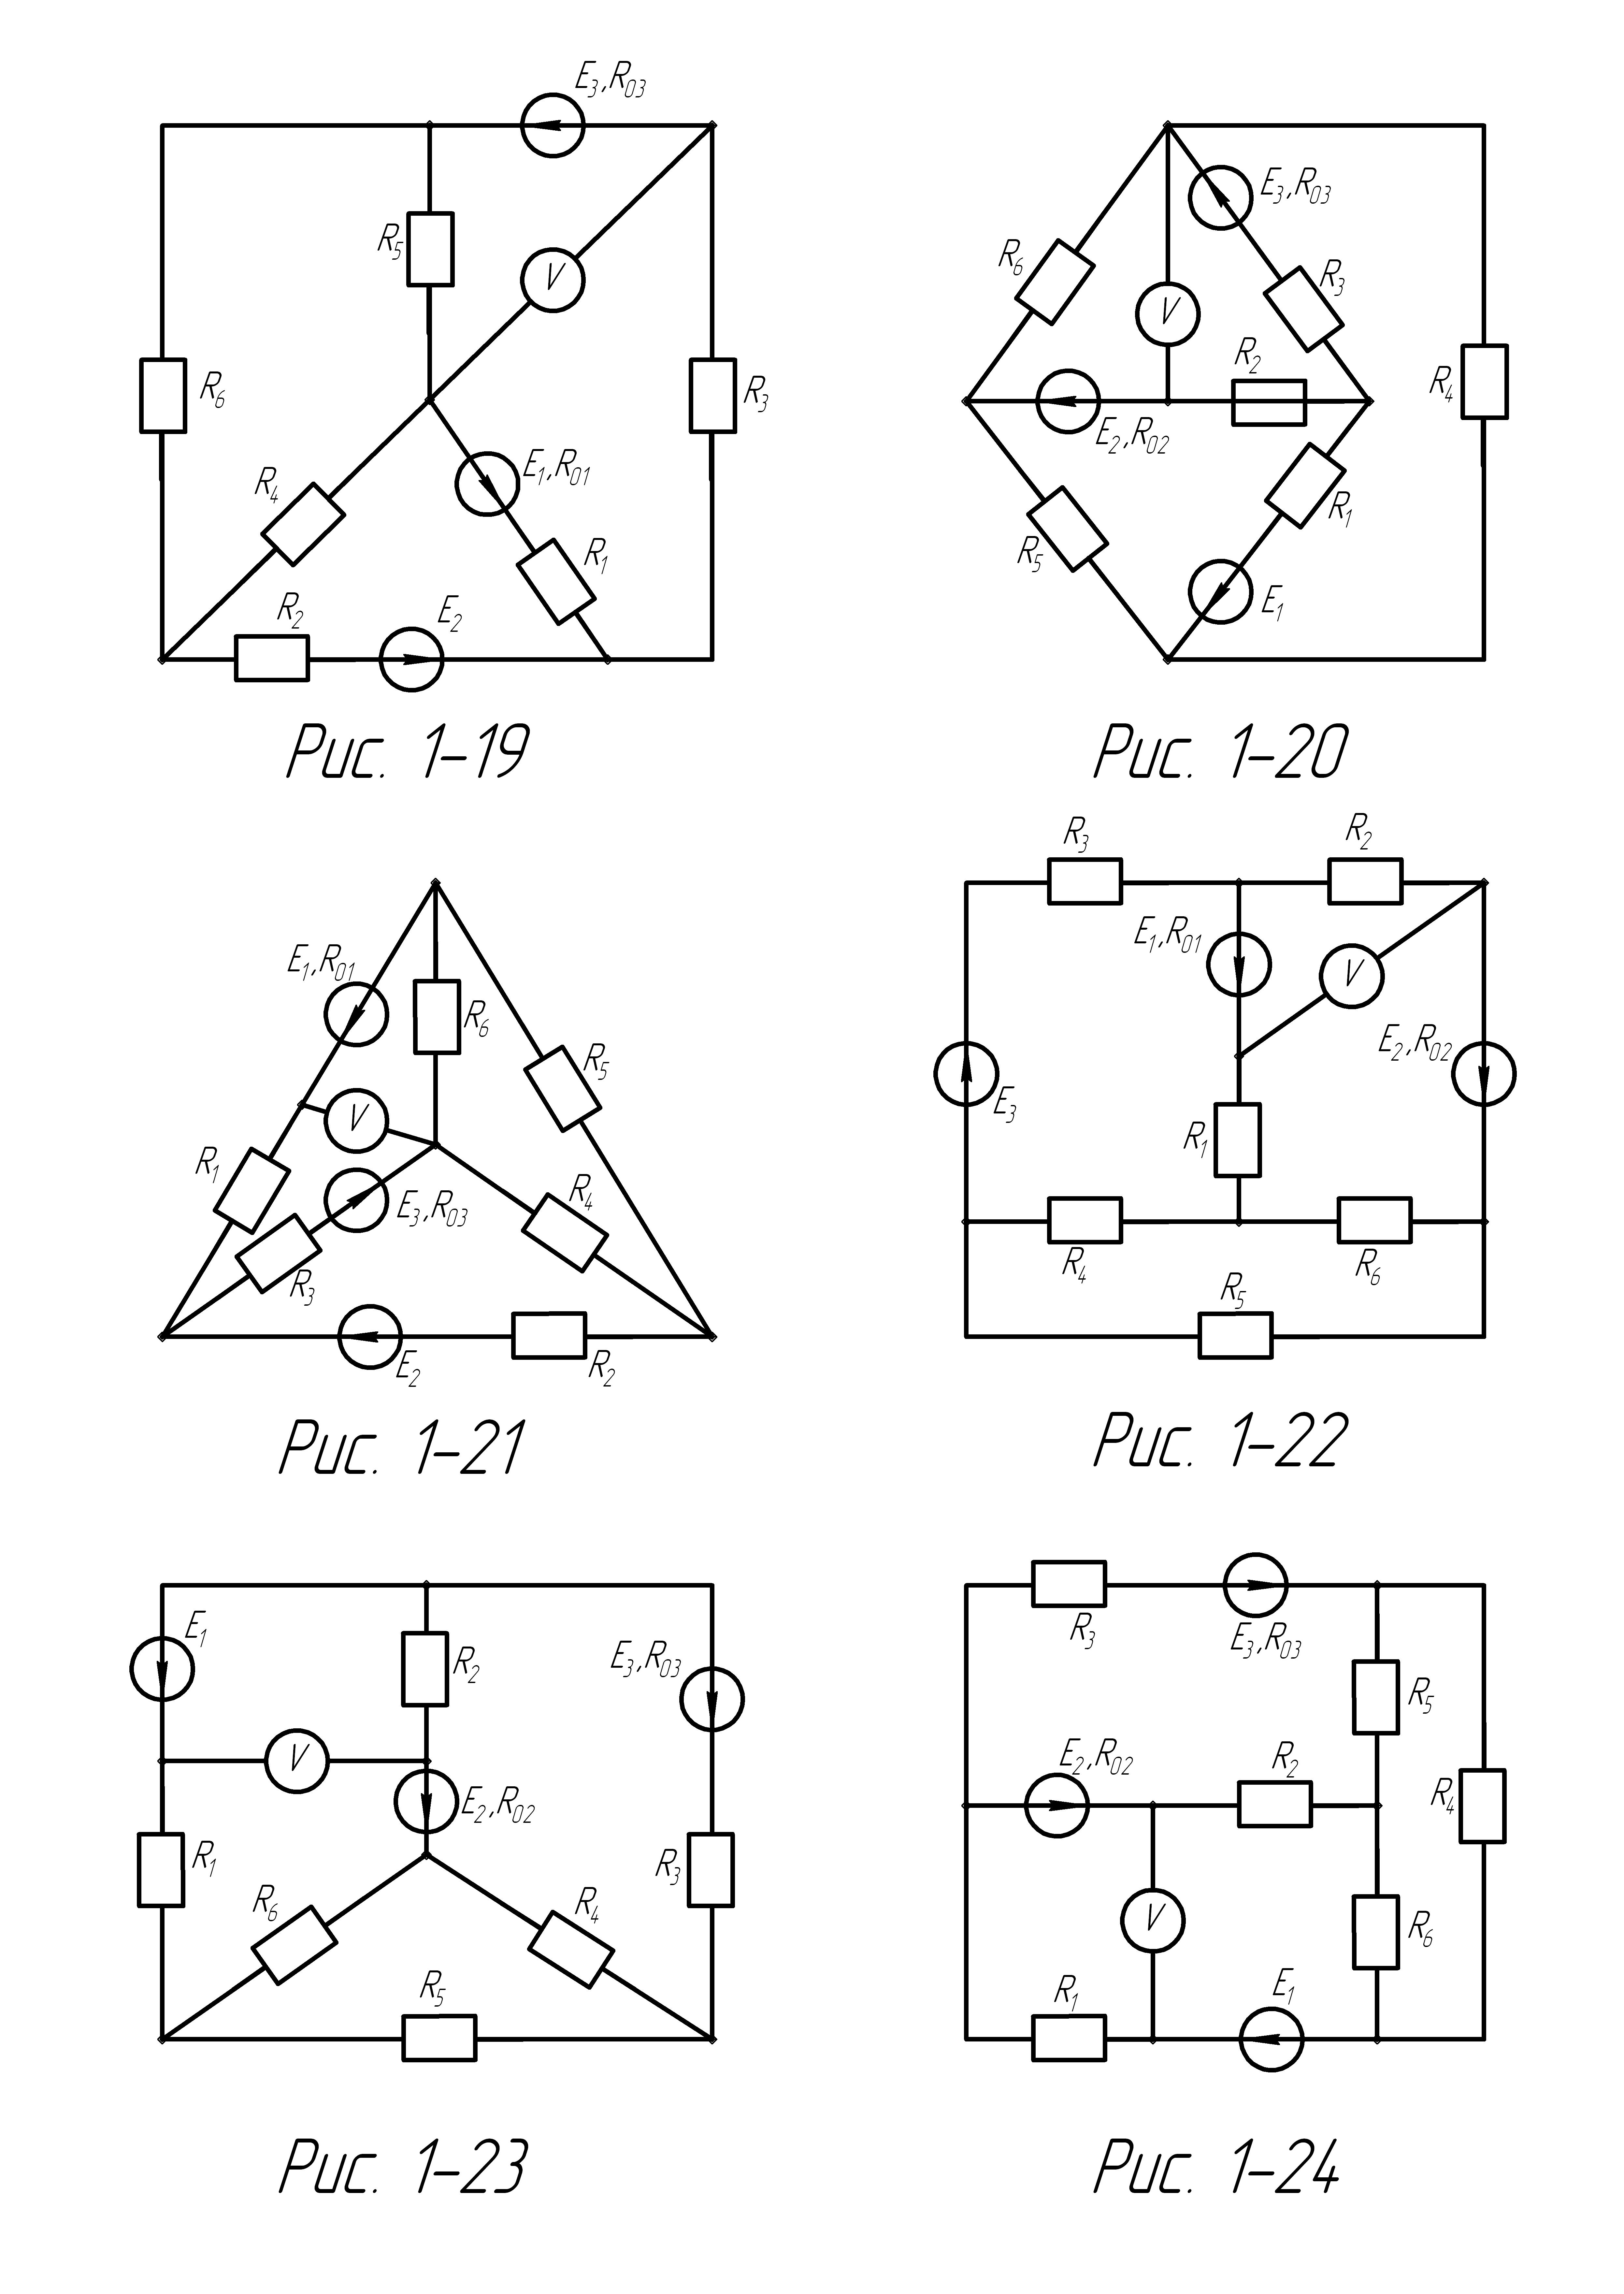 E3,R03
R5
V
R6
R3
R4
E1,R01
R1
R2
E2
Рис. 1-19
E3,R03
R6
R3
V
R2
R4
E2,R02
R1
R5
E1
Рис. 1-20
E1,R01
R6
R5
V
R1
R4
E3,R03
R3
E2
R2
Рис. 1-21
R3
R2
E1,R01
V
E2,R02
E3
R1
R4
R6
R5
Рис. 1-22
E1
R2
E3,R03
V
E2,R02
R1
R3
R6
R4
R5
Рис. 1-23
R3
E3,R03
R5
E2,R02
R2
R4
V
R6
R1
E1
Рис. 1-24